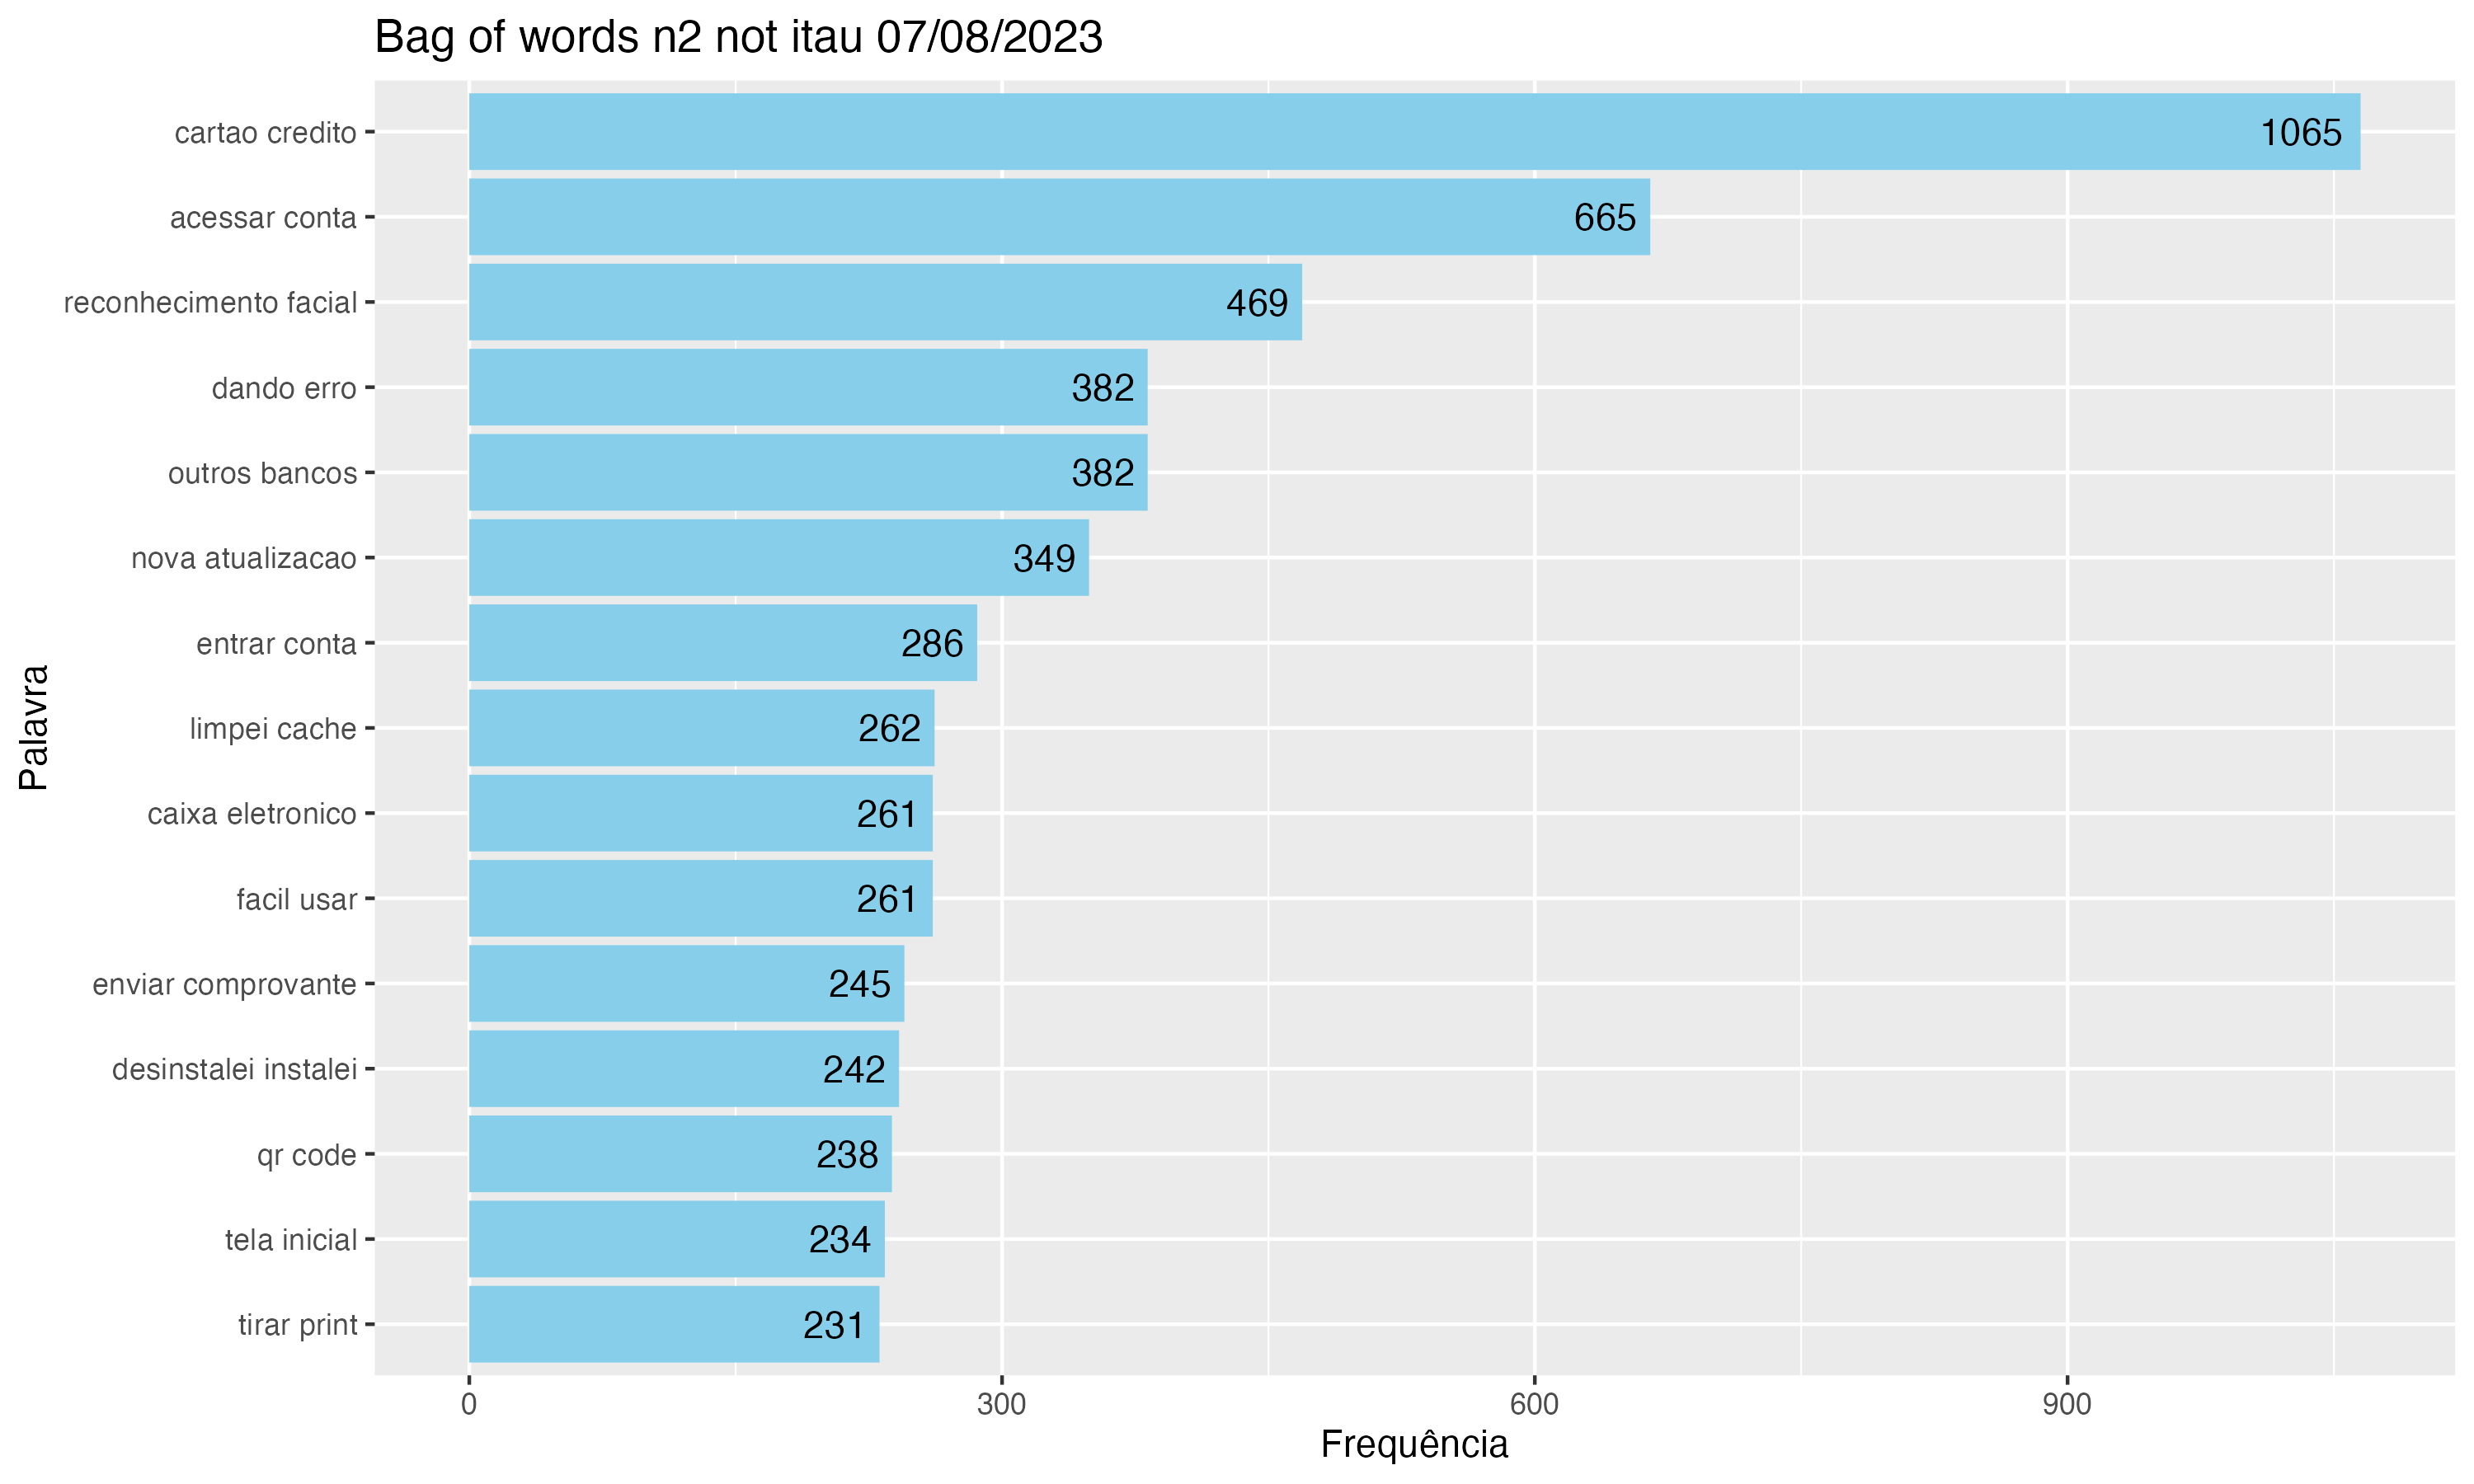 Bag of words n2 not itau 07/08/2023
Palavra
cartao credito 1065
acessar conta 665
reconhecimento facial 469
dando erro 382
outros bancos 382
nova atualizacao 349
entrar conta 286
limpei cache 262
caixa eletronico 261
facil usar 261
enviar comprovante 245
desinstalei instalei 242
qr code 238
tela inicial 234
tirar print 231
0 300 600 900
Frequência